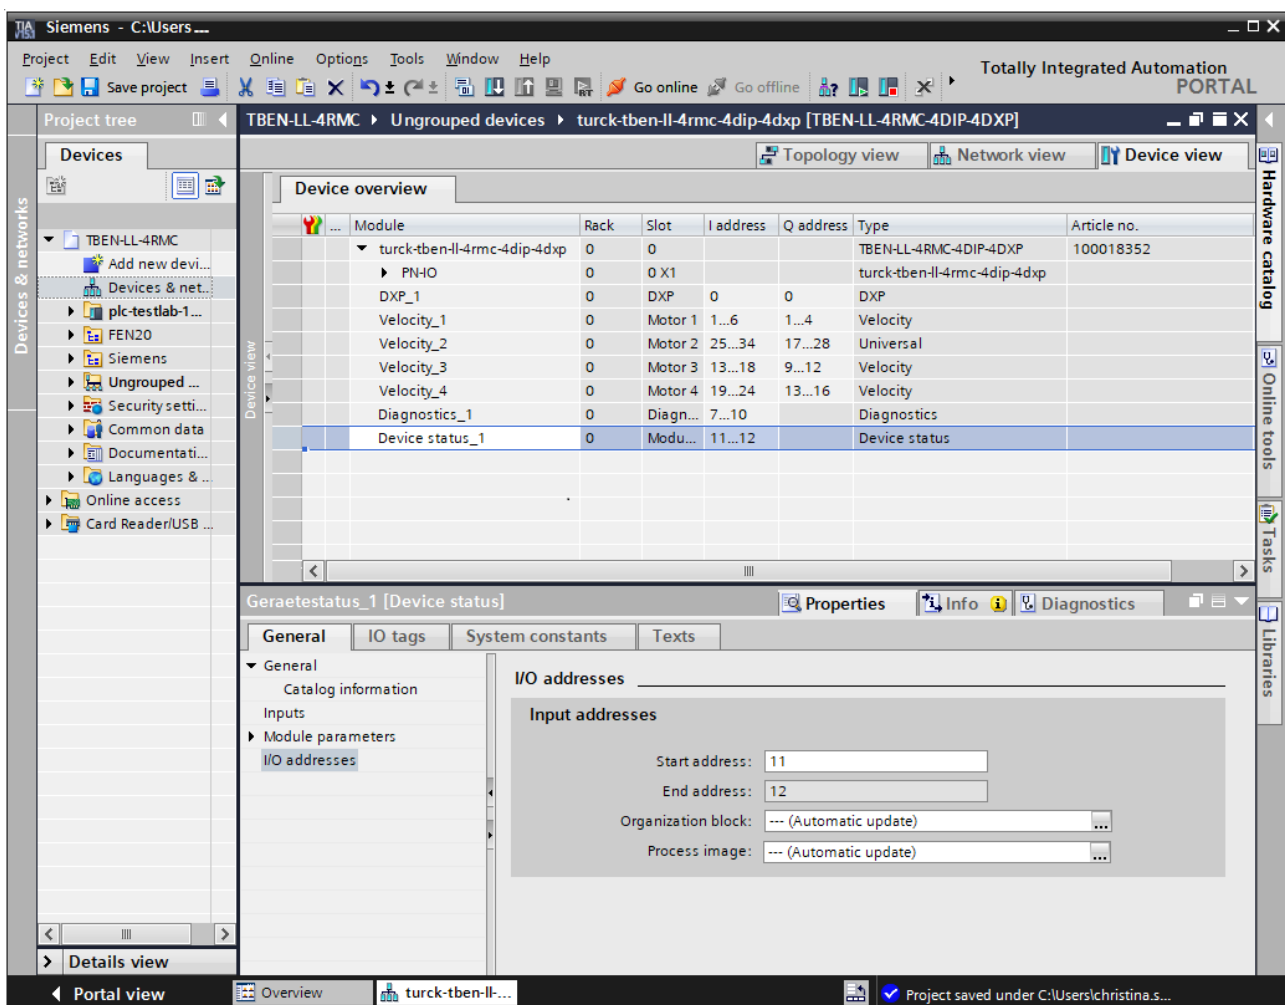 Siemens - C:\Users ...
Project Edit View Insert Online Options Tools Window Help
Totally Integrated Automation
PORTAL
Save project Go online Go offline
Project tree
TBEN-LL-4RMC Ungrouped devices turck-tben-ll-4rmc-4dip-4dxp [TBEN-LL-4RMC-4DIP-4DXP]
Devices
Topology view Network view Device view
Device overview
... Module Rack Slot I address Q address Type Article no.
turck-tben-ll-4rmc-4dip-4dxp 0 0 TBEN-LL-4RMC-4DIP-4DXP 100018352
PN-IO 0 0 X1 turck-tben-ll-4rmc-4dip-4dxp
DXP_1 0 DXP 0 0 DXP
Velocity_1 0 Motor 1 1...6 1...4 Velocity
Velocity_2 0 Motor 2 25...34 17...28 Universal
Velocity_3 0 Motor 3 13...18 9...12 Velocity
Velocity_4 0 Motor 4 19...24 13...16 Velocity
Diagnostics_1 0 Diagn... 7...10 Diagnostics
Device status_1 0 Modu... 11...12 Device status
TBEN-LL-4RMC
Add new devi...
Devices & net...
plc-testlab-1...
FEN20
Siemens
Ungrouped ...
Security setti...
Common data
Documentati...
Languages & ...
Online access
Card Reader/USB ...
Devices & networks
Device view
Hardware catalog
Online tools
Tasks
Libraries
Geraetestatus_1 [Device status]
Properties Info Diagnostics
General IO tags System constants Texts
General
Catalog information
Inputs
Module parameters
I/O addresses
I/O addresses
Input addresses
Start address: 11
End address: 12
Organization block: --- (Automatic update) ...
Process image: --- (Automatic update) ...
Details view
Portal view Overview turck-tben-ll-... Project saved under C:\Users\christina.s...